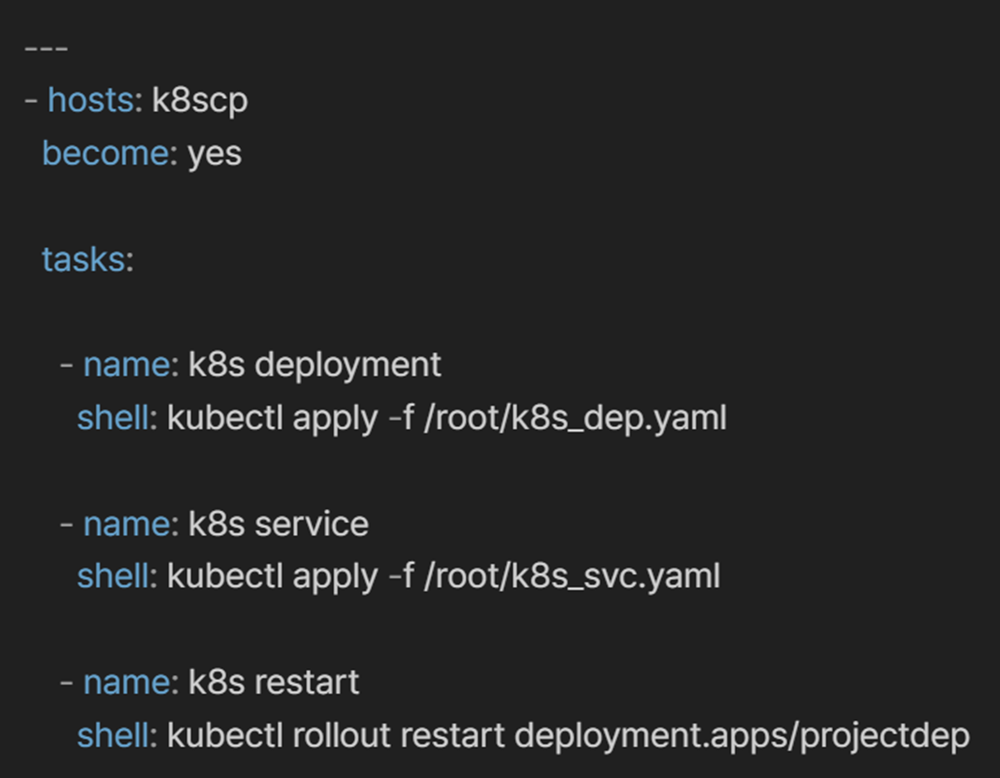 ---
- hosts: k8scp
  become: yes

  tasks:

    - name: k8s deployment
      shell: kubectl apply -f /root/k8s_dep.yaml

    - name: k8s service
      shell: kubectl apply -f /root/k8s_svc.yaml

    - name: k8s restart
      shell: kubectl rollout restart deployment.apps/projectdep